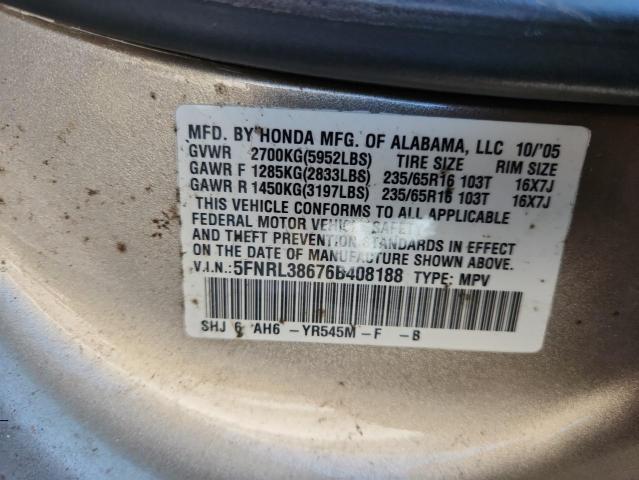 MFD. BY HONDA MFG. OF ALABAMA, LLC 10/'05
GVWR 2700KG(5952LBS) TIRE SIZE RIM SIZE
GAWR F 1285KG(2833LBS) 235/65R16 103T 16X7J
GAWR R 1450KG(3197LBS) 235/65R16 103T 16X7J
THIS VEHICLE CONFORMS TO ALL APPLICABLE
FEDERAL MOTOR VEHICLE SAFETY
AND THEFT PREVENTION STANDARDS IN EFFECT
ON THE DATE OF MANUFACTURE SHOWN ABOVE.
V.I.N.: 5FNRL38676B408188 TYPE: MPV
SHJ 6 AH6 -YR545M-F -B